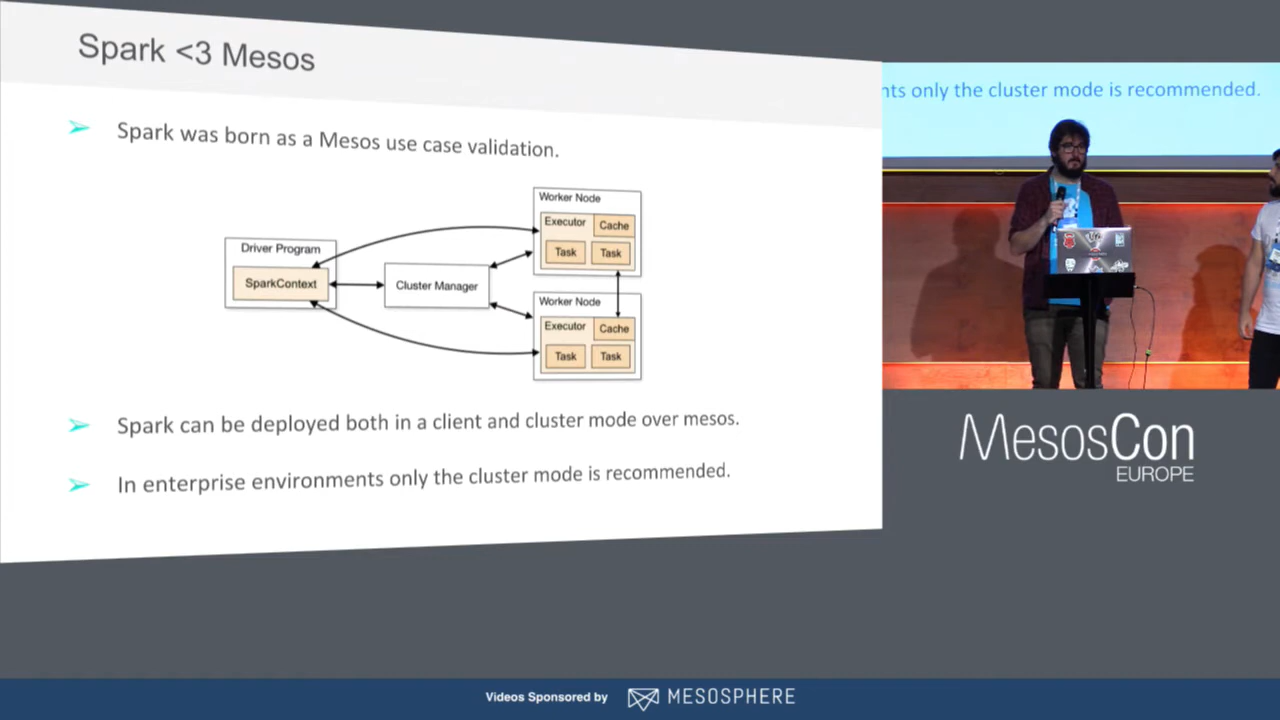 Spark <3 Mesos
Spark was born as a Mesos use case validation.
Driver Program
SparkContext
Cluster Manager
Worker Node
Executor
Cache
Task
Task
Worker Node
Executor
Cache
Task
Task
Spark can be deployed both in a client and cluster mode over mesos.
In enterprise environments only the cluster mode is recommended.
nts only the cluster mode is recommended.
MesosCon
EUROPE
Videos Sponsored by
MESOSPHERE